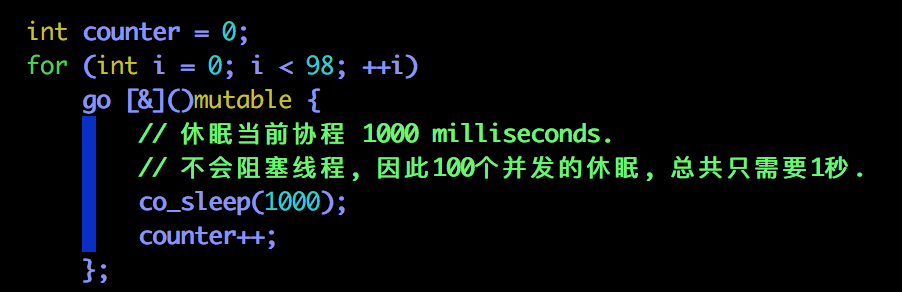 int counter = 0;
for (int i = 0; i < 98; ++i)
go [&]()mutable {
// 休眠当前协程 1000 milliseconds.
// 不会阻塞线程, 因此100个并发的休眠, 总共只需要1秒.
co_sleep(1000);
counter++;
};